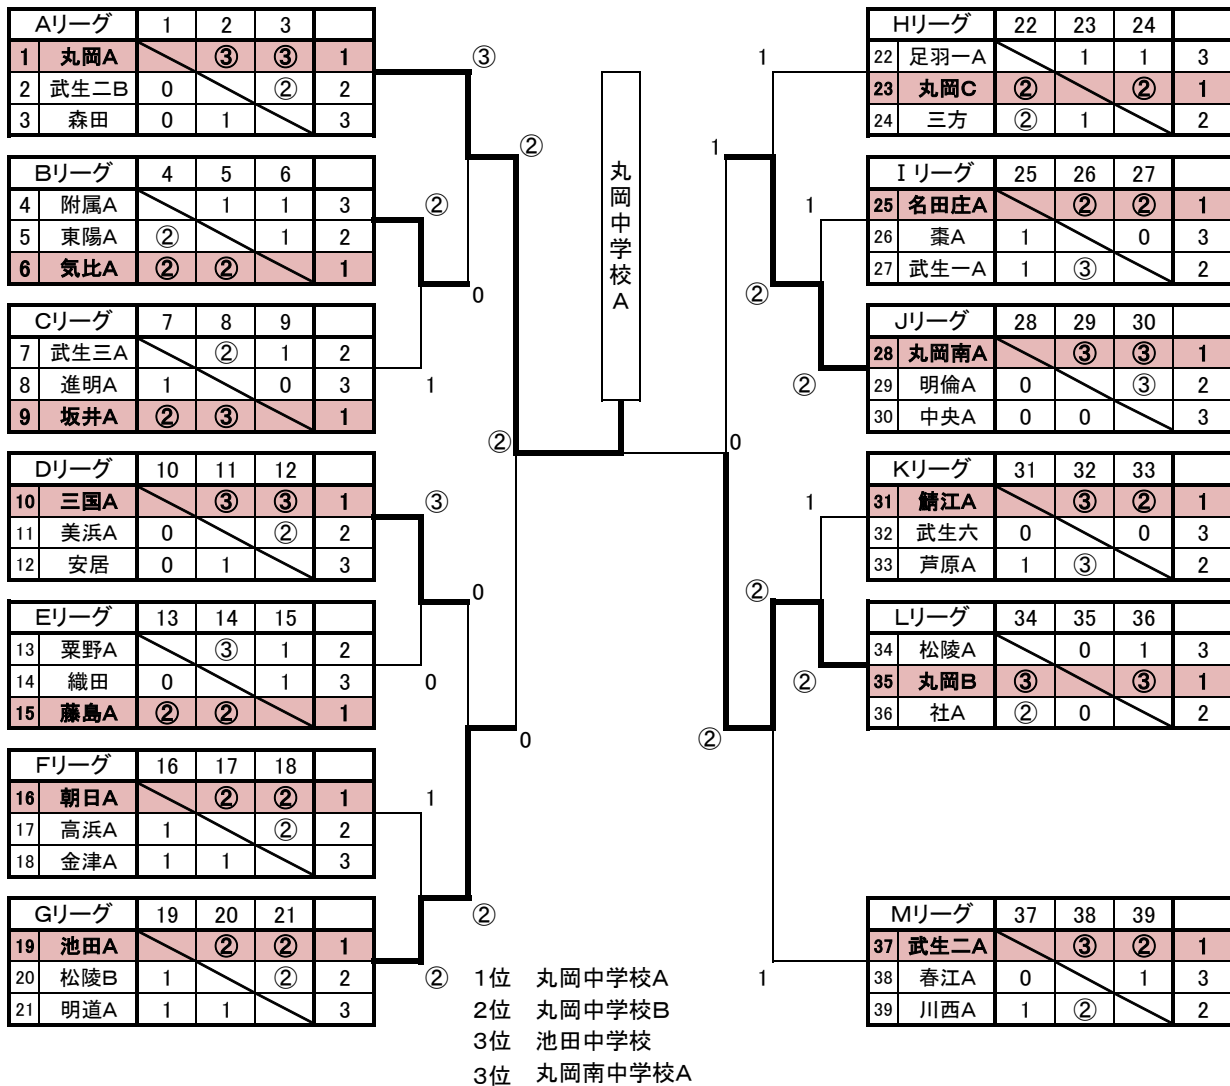 Aリーグ 1 2 3
1 丸岡A ③ ③ 1
2 武生二B 0 ② 2
3 森田 0 1 3
Bリーグ 4 5 6
4 附属A 1 1 3
5 東陽A ② 1 2
6 気比A ② ② 1
Cリーグ 7 8 9
7 武生三A ② 1 2
8 進明A 1 0 3
9 坂井A ② ③ 1
Dリーグ 10 11 12
10 三国A ③ ③ 1
11 美浜A 0 ② 2
12 安居 0 1 3
Eリーグ 13 14 15
13 粟野A ③ 1 2
14 織田 0 1 3
15 藤島A ② ② 1
Fリーグ 16 17 18
16 朝日A ② ② 1
17 高浜A 1 ② 2
18 金津A 1 1 3
Gリーグ 19 20 21
19 池田A ② ② 1
20 松陵B 1 ② 2
21 明道A 1 1 3
③
②
②
0
1
②
③
0
0
0
1
②
②
丸岡中学校A
1
1
1
②
②
0
1
②
②
②
②
1
Hリーグ 22 23 24
22 足羽一A 1 1 3
23 丸岡C ② ② 1
24 三方 ② 1 2
Iリーグ 25 26 27
25 名田庄A ② ② 1
26 棗A 1 0 3
27 武生一A 1 ③ 2
Jリーグ 28 29 30
28 丸岡南A ③ ③ 1
29 明倫A 0 ③ 2
30 中央A 0 0 3
Kリーグ 31 32 33
31 鯖江A ③ ② 1
32 武生六 0 0 3
33 芦原A 1 ③ 2
Lリーグ 34 35 36
34 松陵A 0 1 3
35 丸岡B ③ ③ 1
36 社A ② 0 2
Mリーグ 37 38 39
37 武生二A ③ ② 1
38 春江A 0 1 3
39 川西A 1 ② 2
1位 丸岡中学校A
2位 丸岡中学校B
3位 池田中学校
3位 丸岡南中学校A